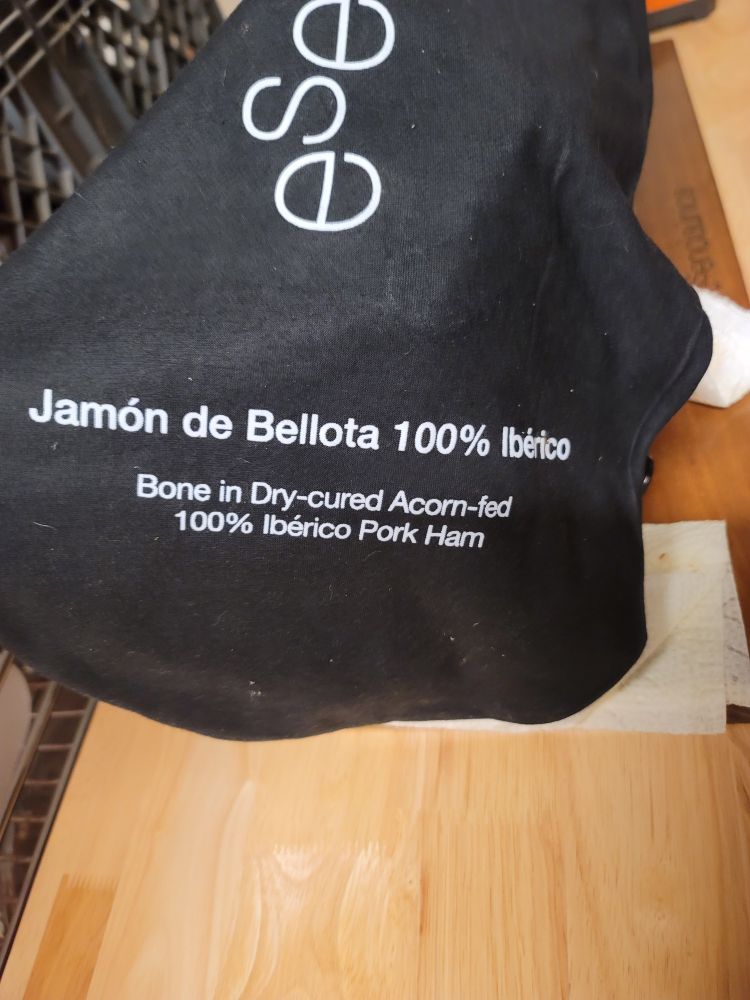 ese
Jamón de Bellota 100% Ibérico
Bone in Dry-cured Acorn-fed
100% Ibérico Pork Ham